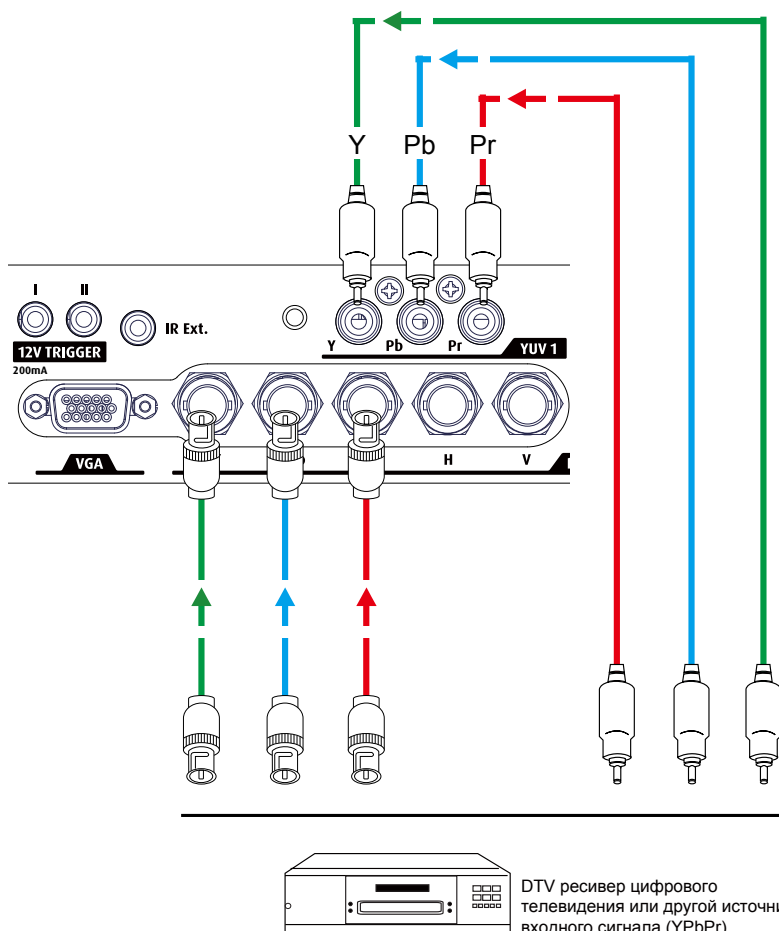 Y Pb Pr
I II
IR Ext.
12V TRIGGER
200mA
Y Pb Pr YUV 1
VGA
H V
DTV ресивер цифрового
телевидения или другой источни
входного сигнала (YPbPr)